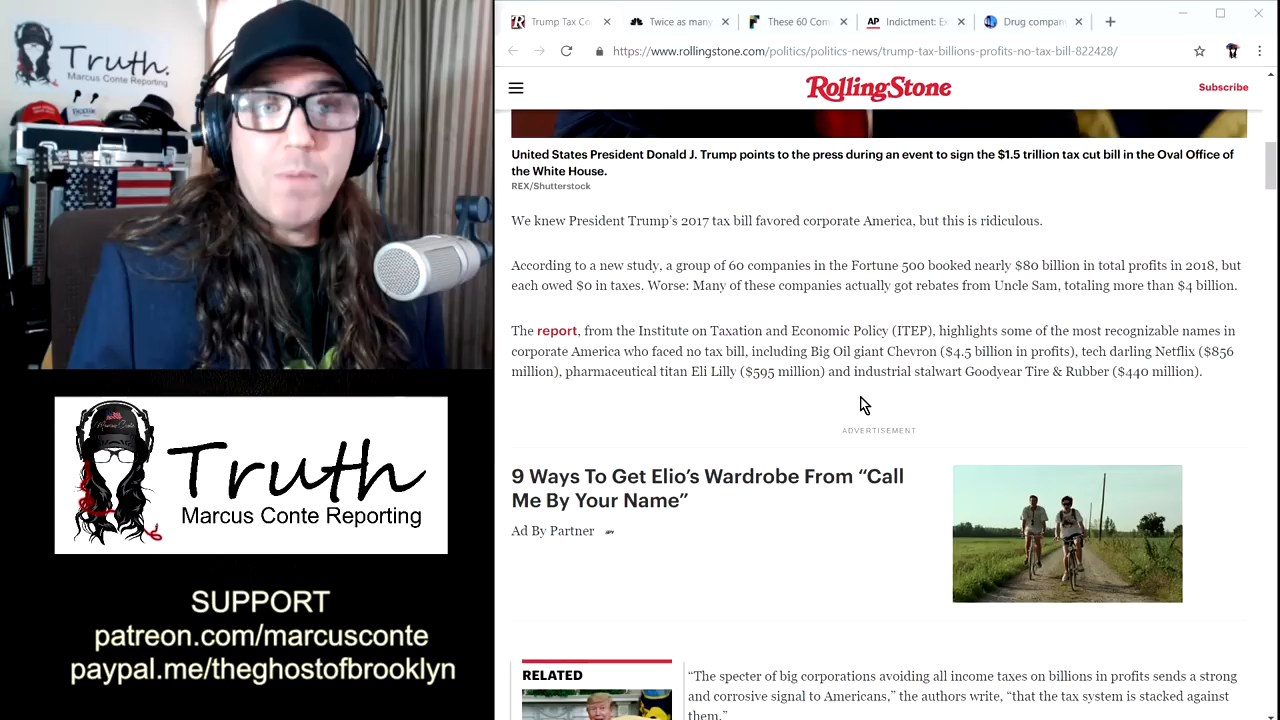 Truth.
Marcus Conte Reporting
Truth
Marcus Conte Reporting
SUPPORT
patreon.com/marcusconte
paypal.me/theghostofbrooklyn
Trump Tax Co
Twice as many
These 60 Com
AP
Indictment: Ex
Drug compan
https://www.rollingstone.com/politics/politics-news/trump-tax-billions-profits-no-tax-bill-822428/
RollingStone
Subscribe
United States President Donald J. Trump points to the press during an event to sign the $1.5 trillion tax cut bill in the Oval Office of
the White House.
REX/Shutterstock
We knew President Trump's 2017 tax bill favored corporate America, but this is ridiculous.
According to a new study, a group of 60 companies in the Fortune 500 booked nearly $80 billion in total profits in 2018, but
each owed $0 in taxes. Worse: Many of these companies actually got rebates from Uncle Sam, totaling more than $4 billion.
The report, from the Institute on Taxation and Economic Policy (ITEP), highlights some of the most recognizable names in
corporate America who faced no tax bill, including Big Oil giant Chevron ($4.5 billion in profits), tech darling Netflix ($856
million), pharmaceutical titan Eli Lilly ($595 million) and industrial stalwart Goodyear Tire & Rubber ($440 million).
ADVERTISEMENT
9 Ways To Get Elio's Wardrobe From “Call
Me By Your Name”
Ad By Partner
RELATED
“The specter of big corporations avoiding all income taxes on billions in profits sends a strong
and corrosive signal to Americans,” the authors write, “that the tax system is stacked against
them.”